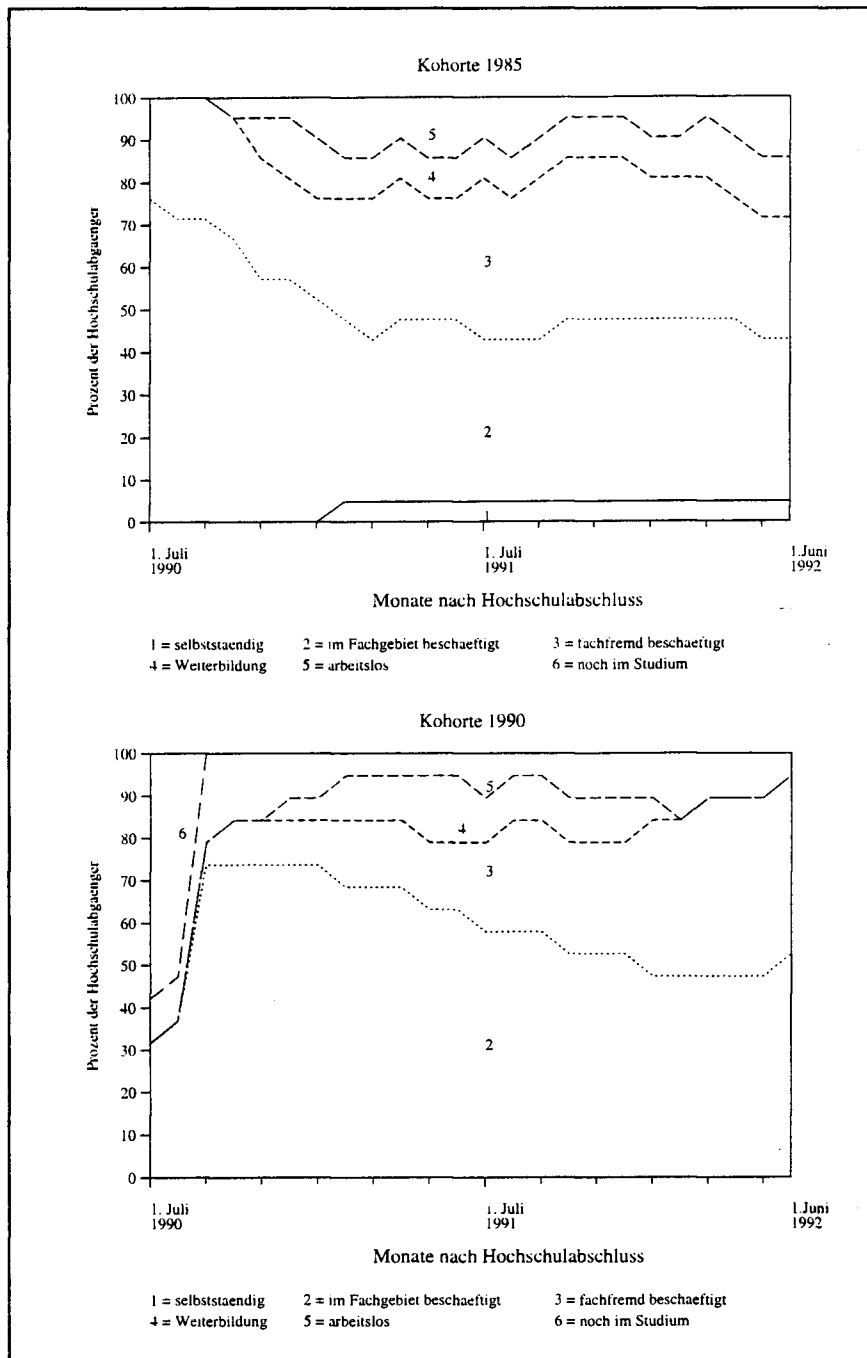 Kohorte 1985
100
90
80
70
60
50
40
30
20
10
0
Prozent der Hochschulabgaenger
5
4
3
2
1. Juli 1. Juli 1.Juni
1990 1991 1992
Monate nach Hochschulabschluss
1 = selbststaendig 2 = im Fachgebiet beschaeftigt 3 = fachfremd beschaeftigt
4 = Weiterbildung 5 = arbeitslos 6 = noch im Studium
Kohorte 1990
100
90
80
70
60
50
40
30
20
10
0
Prozent der Hochschulabgaenger
5
6
4
3
2
1. Juli 1. Juli 1.Juni
1990 1991 1992
Monate nach Hochschulabschluss
1 = selbststaendig 2 = im Fachgebiet beschaeftigt 3 = fachfremd beschaeftigt
4 = Weiterbildung 5 = arbeitslos 6 = noch im Studium